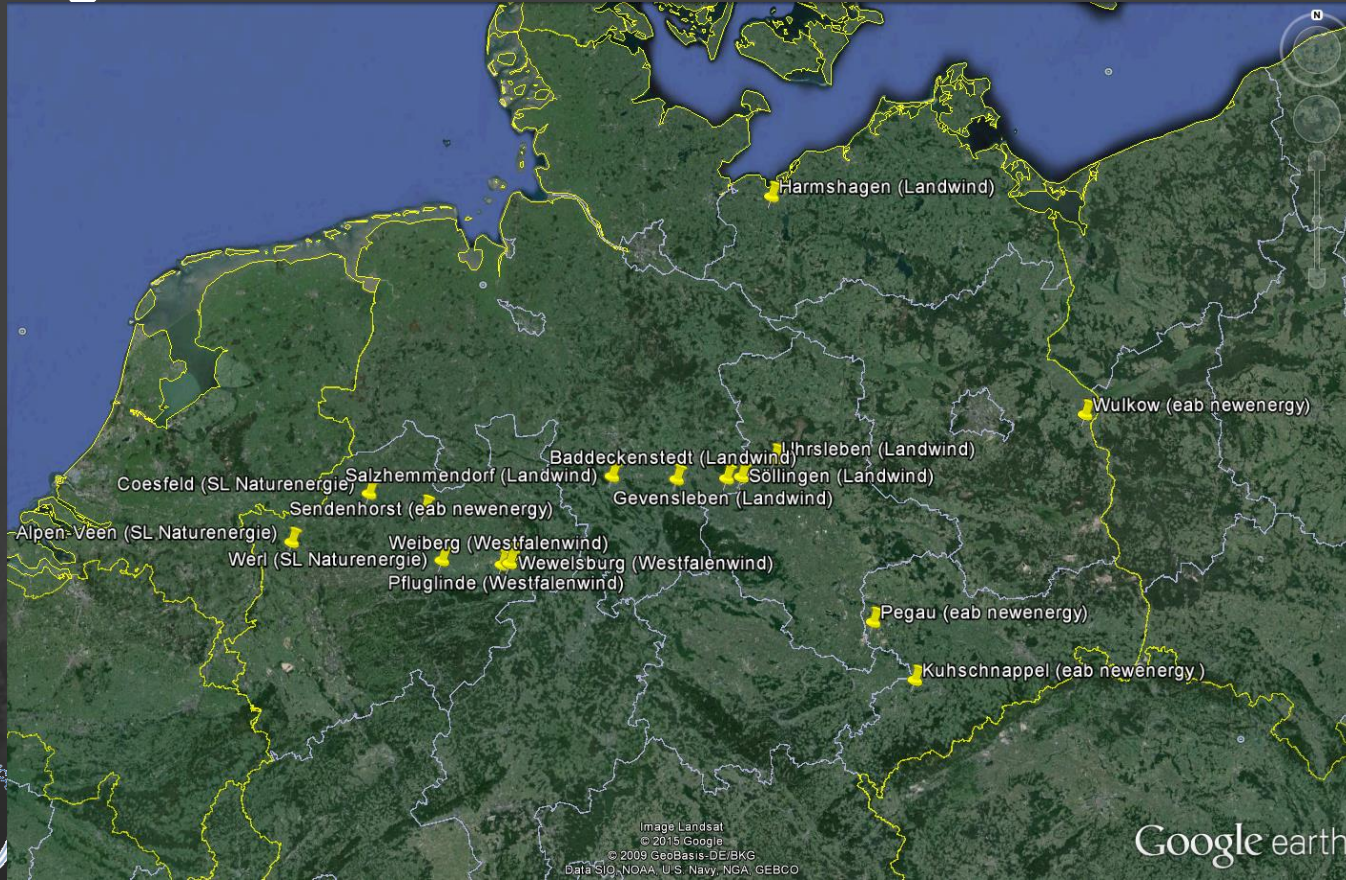 N
Harmshagen (Landwind)
Wulkow (eab newenergy)
Uhrsleben (Landwind)
Baddeckenstedt (Landwind)
Salzhemmendorf (Landwind)
Söllingen (Landwind)
Coesfeld (SL Naturenergie)
Gevensleben (Landwind)
Sendenhorst (eab newenergy)
Alpen-Veen (SL Naturenergie)
Weiberg (Westfalenwind)
Werl (SL Naturenergie)
Wewelsburg (Westfalenwind)
Pfluglinde (Westfalenwind)
Pegau (eab newenergy)
Kuhschnappel (eab newenergy )
Image Landsat
© 2015 Google
© 2009 GeoBasis-DE/BKG
Data SIO, NOAA, U.S. Navy, NGA, GEBCO
Google earth